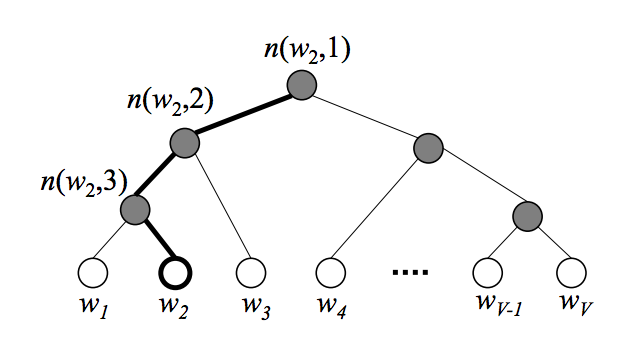 n(w2,1)
n(w2,2)
n(w2,3)
w1 w2 w3 w4 .... wV-1 wV